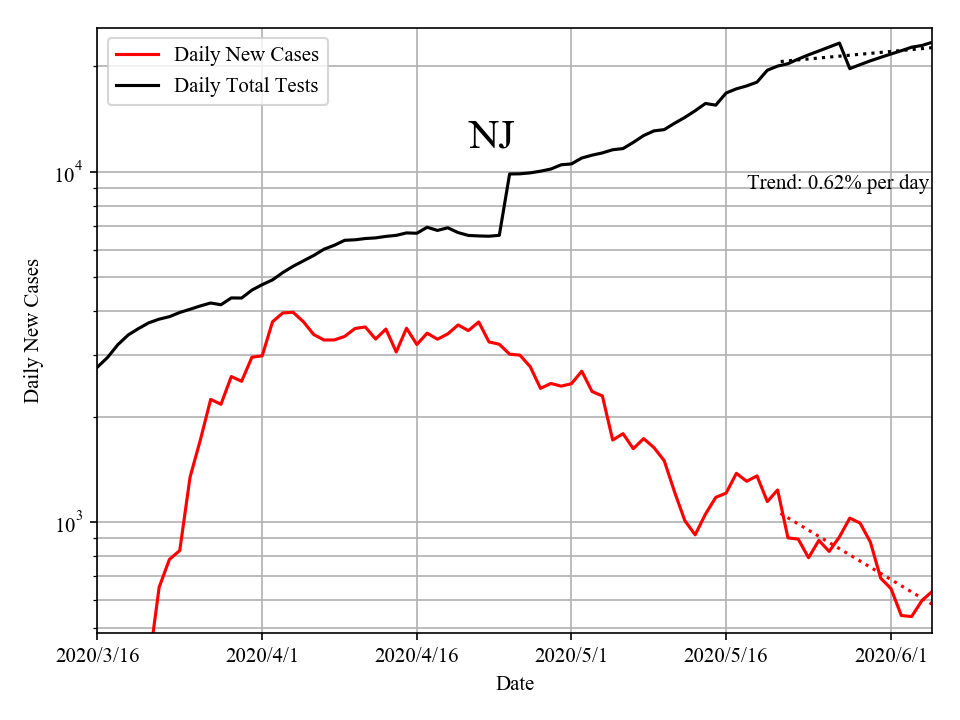 Daily New Cases
Daily Total Tests
NJ
10^4
Trend: 0.62% per day
Daily New Cases
10^3
2020/3/16 2020/4/1 2020/4/16 2020/5/1 2020/5/16 2020/6/1
Date